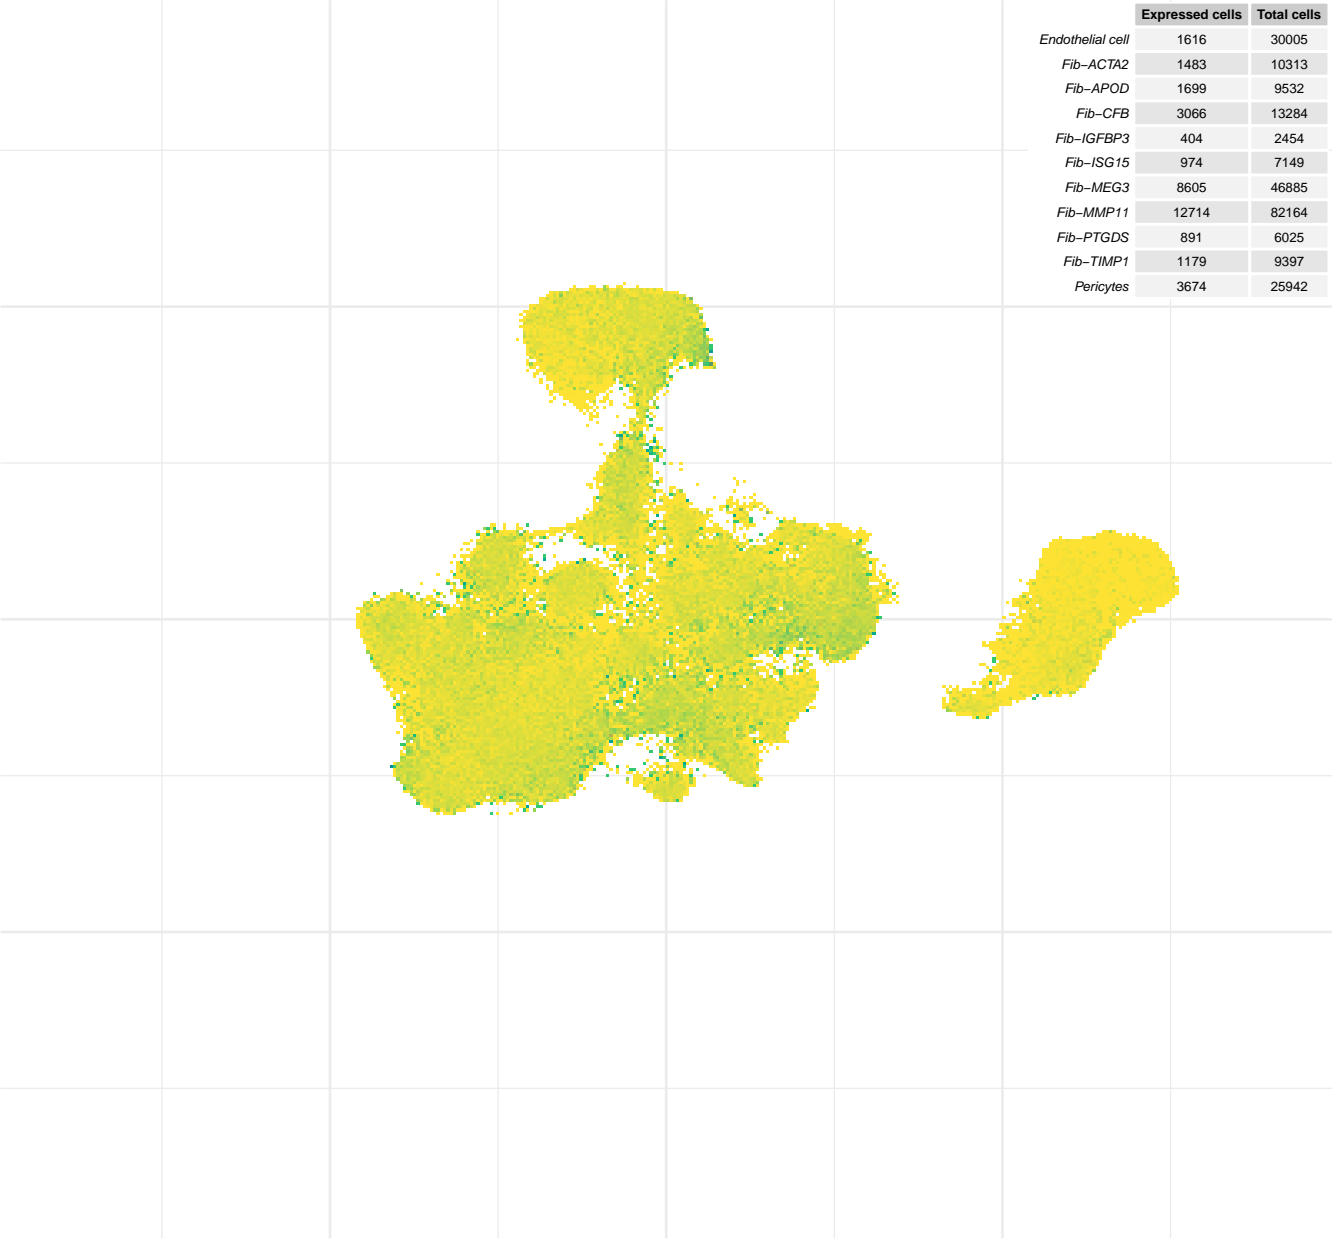 Expressed cells Total cells
Endothelial cell 1616 30005
Fib−ACTA2 1483 10313
Fib−APOD 1699 9532
Fib−CFB 3066 13284
Fib−IGFBP3 404 2454
Fib−ISG15 974 7149
Fib−MEG3 8605 46885
Fib−MMP11 12714 82164
Fib−PTGDS 891 6025
Fib−TIMP1 1179 9397
Pericytes 3674 25942